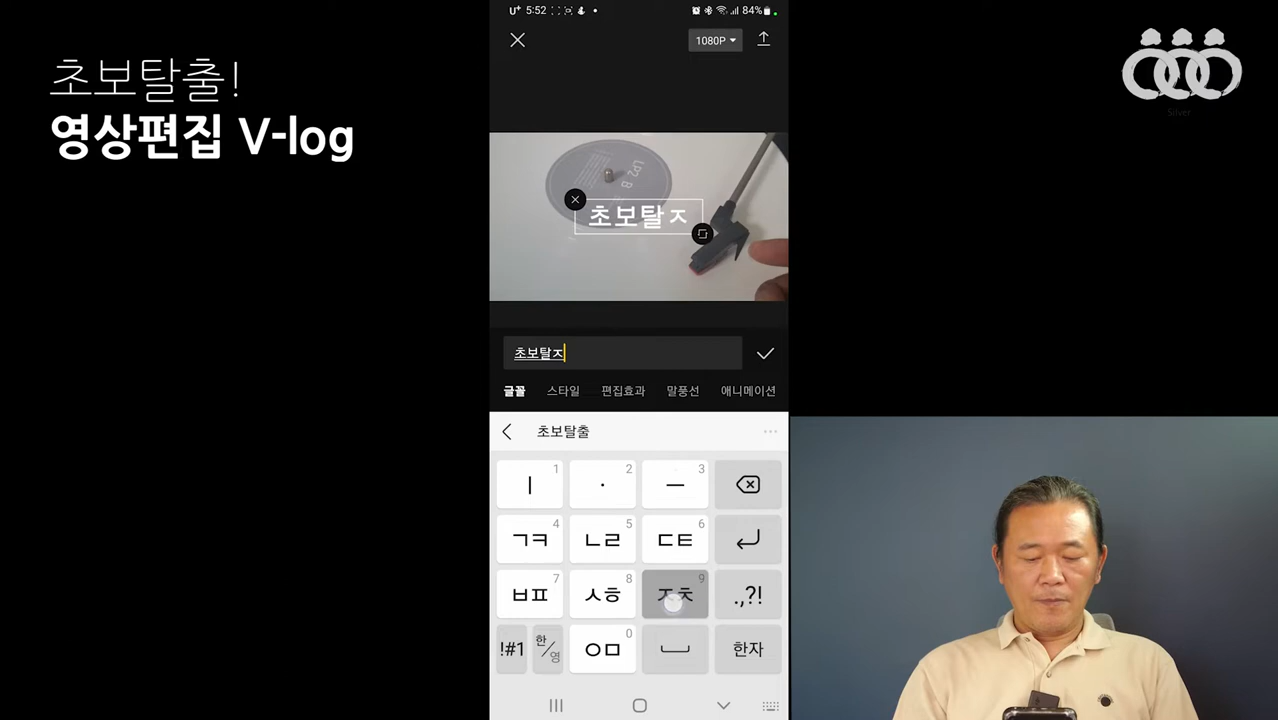 초보탈출!
영상편집 V-log
Silver
U+ 5:52
84%
1080P
LP2 B
초보탈ㅈ
초보탈ㅈ
글꼴 스타일 편집효과 말풍선 애니메이션
초보탈출
ㅣ 1 · 2 ㅡ 3
ㄱㅋ 4 ㄴㄹ 5 ㄷㅌ 6
ㅂㅍ 7 ㅅㅎ 8 ㅈㅊ 9 .,?!
!#1 한/영 ㅇㅁ 0 한자